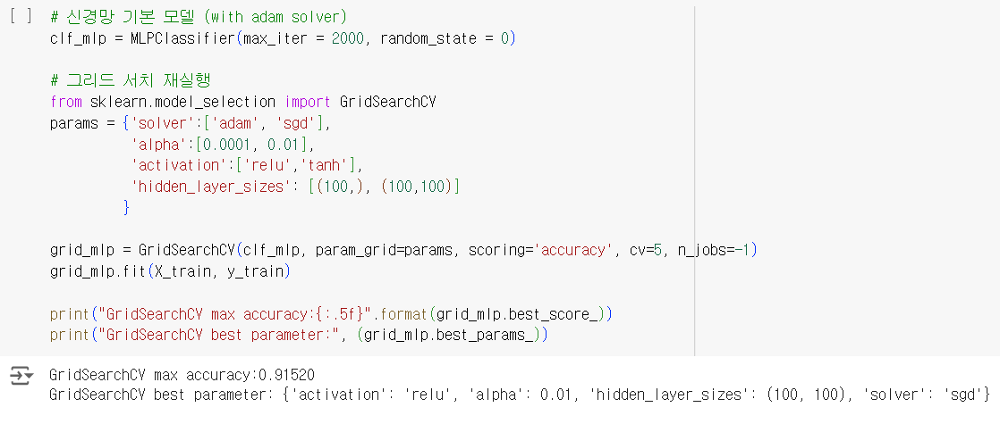 [ ] # 신경망 기본 모델 (with adam solver)
clf_mlp = MLPClassifier(max_iter = 2000, random_state = 0)
# 그리드 서치 재실행
from sklearn.model_selection import GridSearchCV
params = {'solver':['adam', 'sgd'],
'alpha':[0.0001, 0.01],
'activation':['relu','tanh'],
'hidden_layer_sizes': [(100,), (100,100)]
}
grid_mlp = GridSearchCV(clf_mlp, param_grid=params, scoring='accuracy', cv=5, n_jobs=-1)
grid_mlp.fit(X_train, y_train)
print("GridSearchCV max accuracy:{:.5f}".format(grid_mlp.best_score_))
print("GridSearchCV best parameter:", (grid_mlp.best_params_))
GridSearchCV max accuracy:0.91520
GridSearchCV best parameter: {'activation': 'relu', 'alpha': 0.01, 'hidden_layer_sizes': (100, 100), 'solver': 'sgd'}